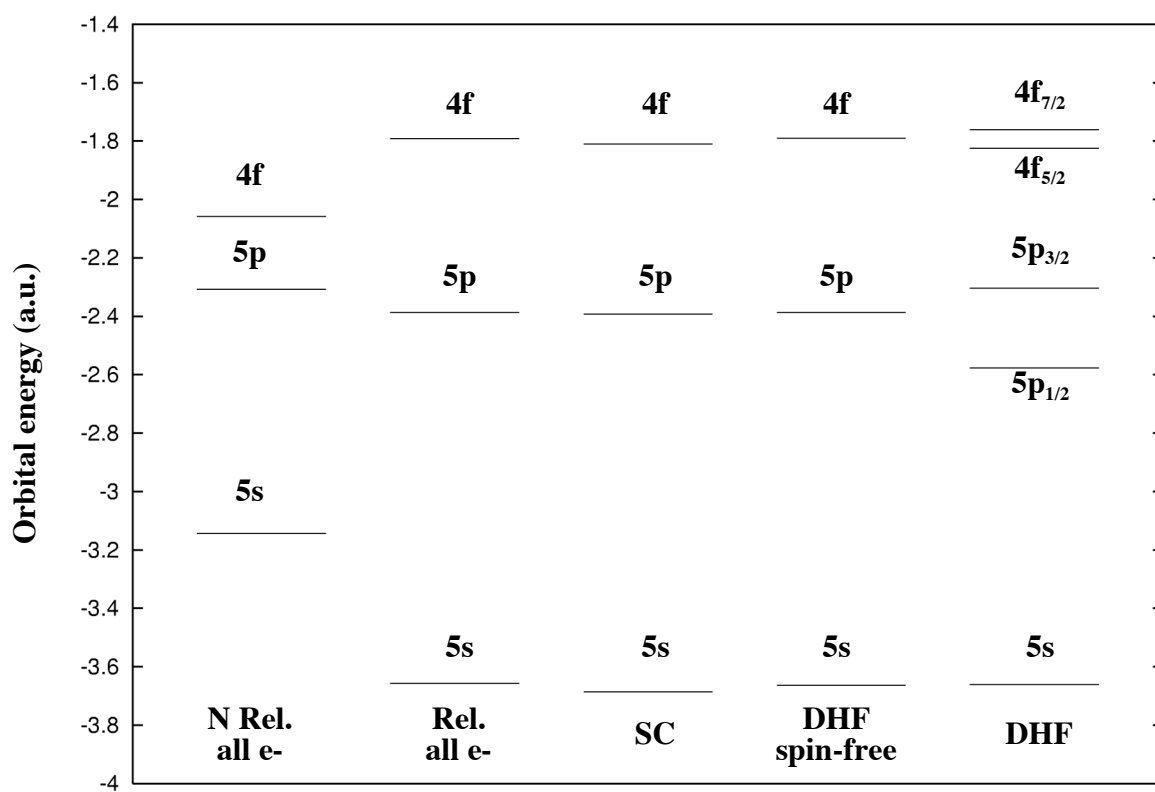 -1.4
-1.6
-1.8
-2
-2.2
-2.4
-2.6
-2.8
-3
-3.2
-3.4
-3.6
-3.8
-4
Orbital energy (a.u.)
4f
5p
5s
N Rel.
all e-
4f
5p
5s
Rel.
all e-
4f
5p
5s
SC
4f
5p
5s
DHF
spin-free
4f7/2
4f5/2
5p3/2
5p1/2
5s
DHF